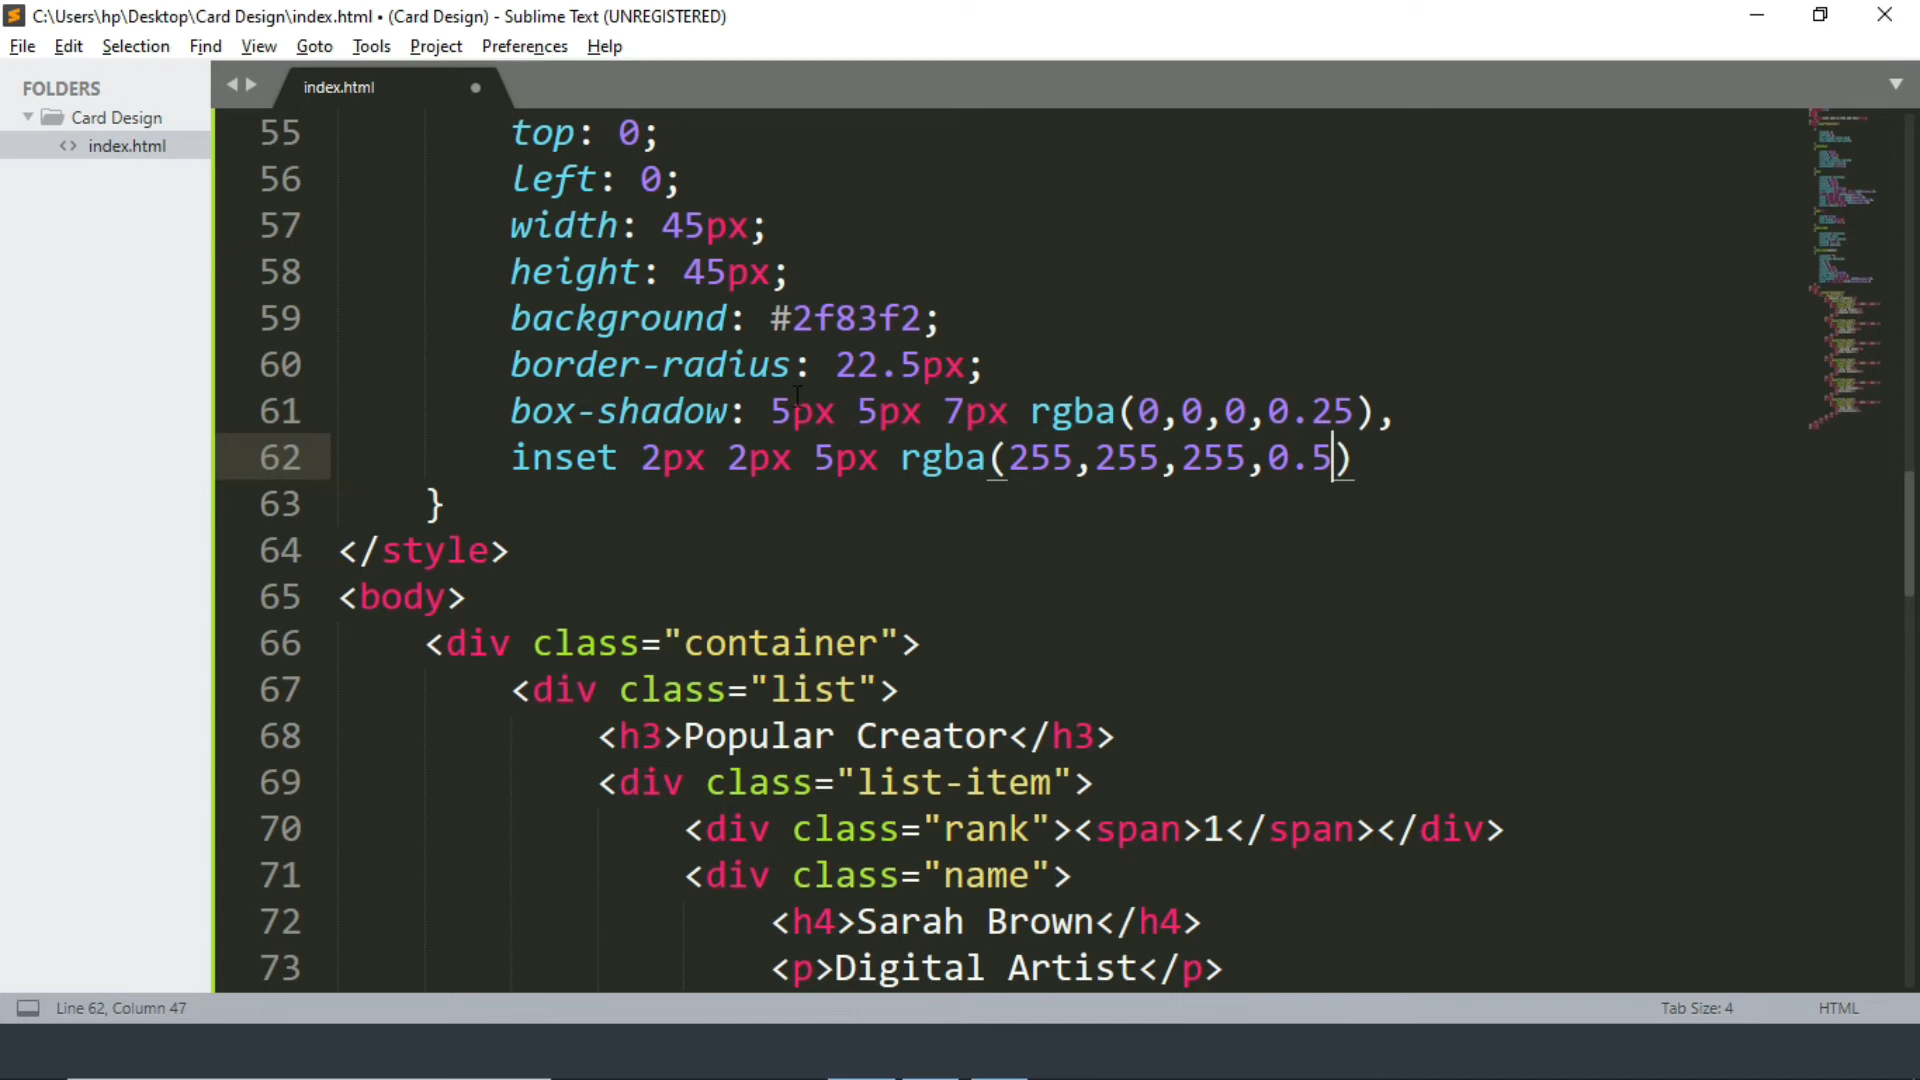 C:\Users\hp\Desktop\Card Design\index.html • (Card Design) - Sublime Text (UNREGISTERED)
File Edit Selection Find View Goto Tools Project Preferences Help
FOLDERS
Card Design
index.html
index.html
55 top: 0;
56 left: 0;
57 width: 45px;
58 height: 45px;
59 background: #2f83f2;
60 border-radius: 22.5px;
61 box-shadow: 5px 5px 7px rgba(0,0,0,0.25),
62 inset 2px 2px 5px rgba(255,255,255,0.5)
63 }
64 </style>
65 <body>
66 <div class="container">
67 <div class="list">
68 <h3>Popular Creator</h3>
69 <div class="list-item">
70 <div class="rank"><span>1</span></div>
71 <div class="name">
72 <h4>Sarah Brown</h4>
73 <p>Digital Artist</p>
Line 62, Column 47 Tab Size: 4 HTML